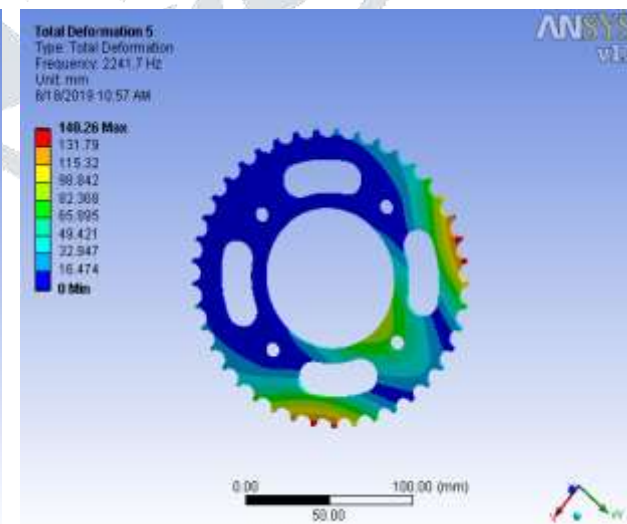 Total Deformation 5
Type: Total Deformation
Frequency: 2241.7 Hz
Unit: mm
8/18/2019 10:57 AM
148.26 Max
131.79
115.32
98.842
82.368
65.895
49.421
32.947
16.474
0 Min
ANSYS
0.00
100.00 (mm)
50.00